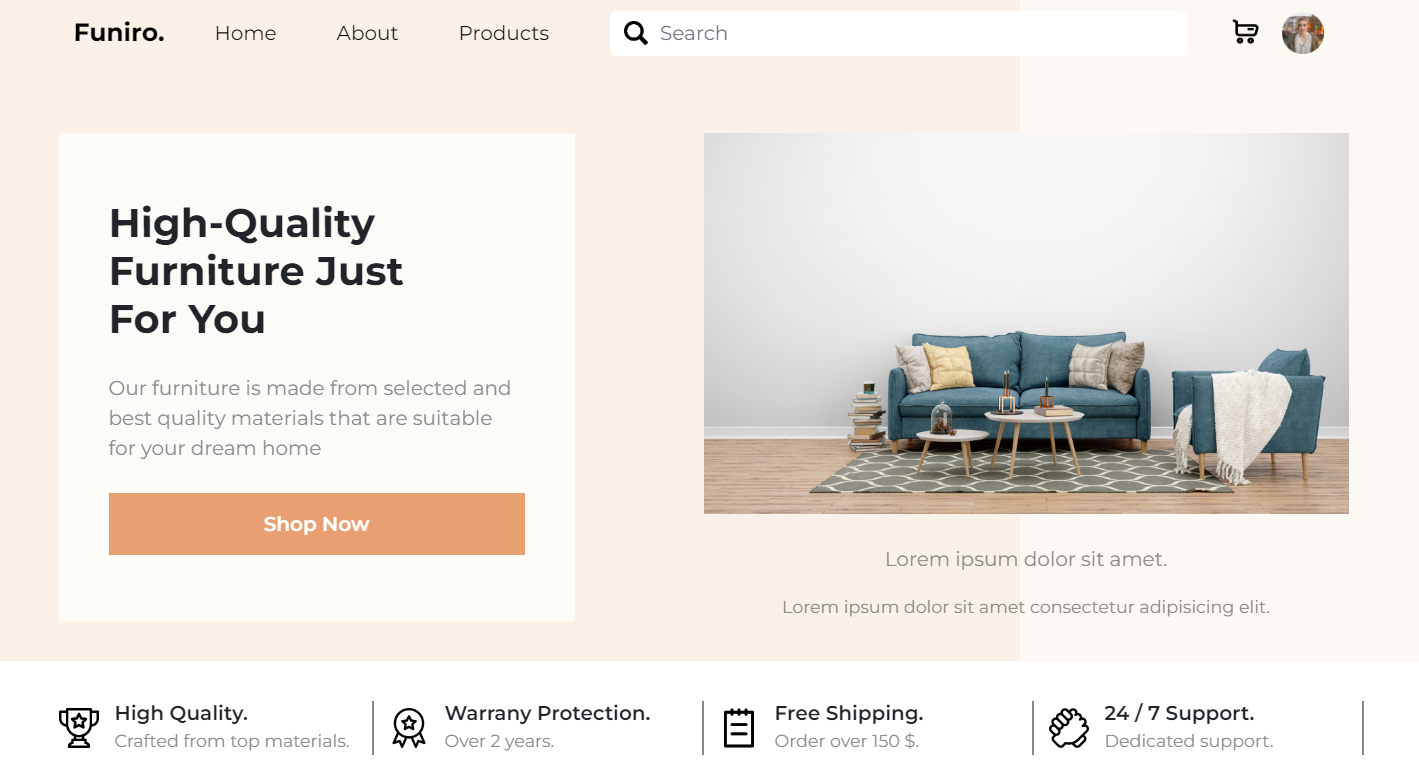 Funiro.
Home
About
Products
Search
High-Quality
Furniture Just
For You
Our furniture is made from selected and
best quality materials that are suitable
for your dream home
Shop Now
Lorem ipsum dolor sit amet.
Lorem ipsum dolor sit amet consectetur adipisicing elit.
High Quality.
Crafted from top materials.
Warrany Protection.
Over 2 years.
Free Shipping.
Order over 150 $.
24 / 7 Support.
Dedicated support.